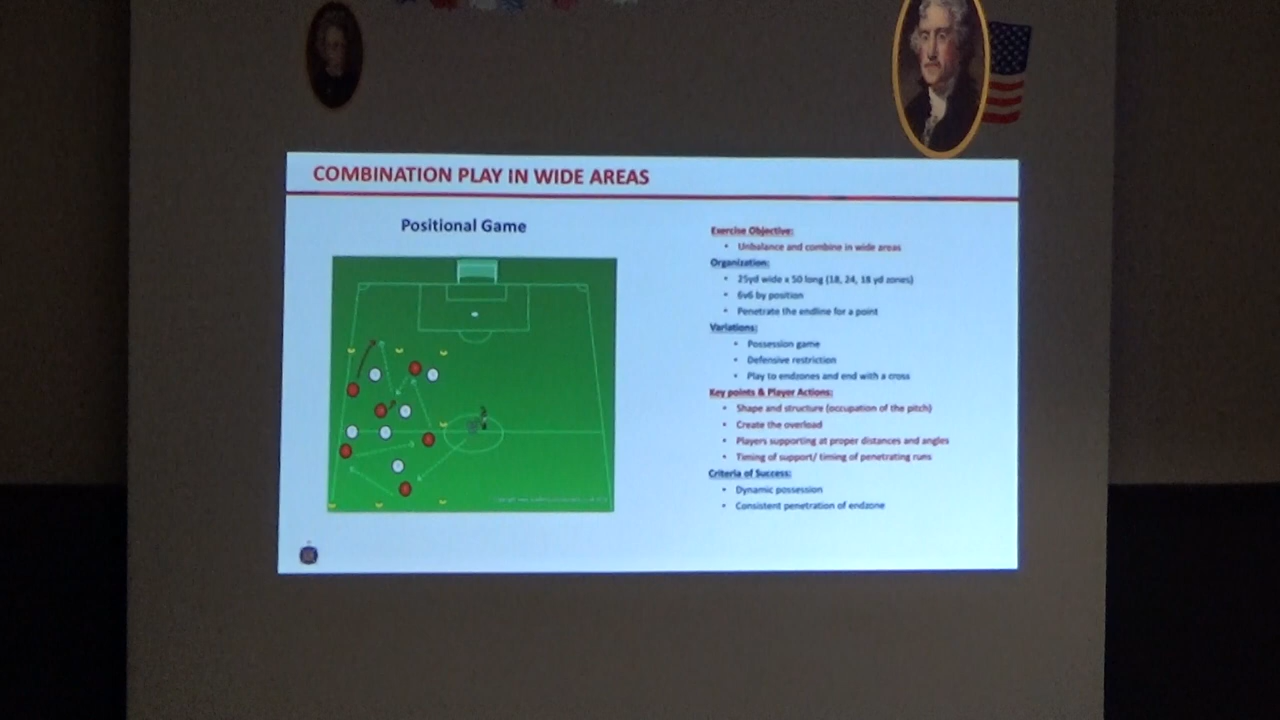 COMBINATION PLAY IN WIDE AREAS
Positional Game
Exercise Objective:
• Unbalance and combine in wide areas
Organization:
• 25yd wide x 50 long (18, 24, 18 yd zones)
• 6v6 by position
• Penetrate the endline for a point
Variations:
• Possession game
• Defensive restriction
• Play to endzones and end with a cross
Key points & Player Actions:
• Shape and structure (occupation of the pitch)
• Create the overload
• Players supporting at proper distances and angles
• Timing of support/ timing of penetrating runs
Criteria of Success:
• Dynamic possession
• Consistent penetration of endzone